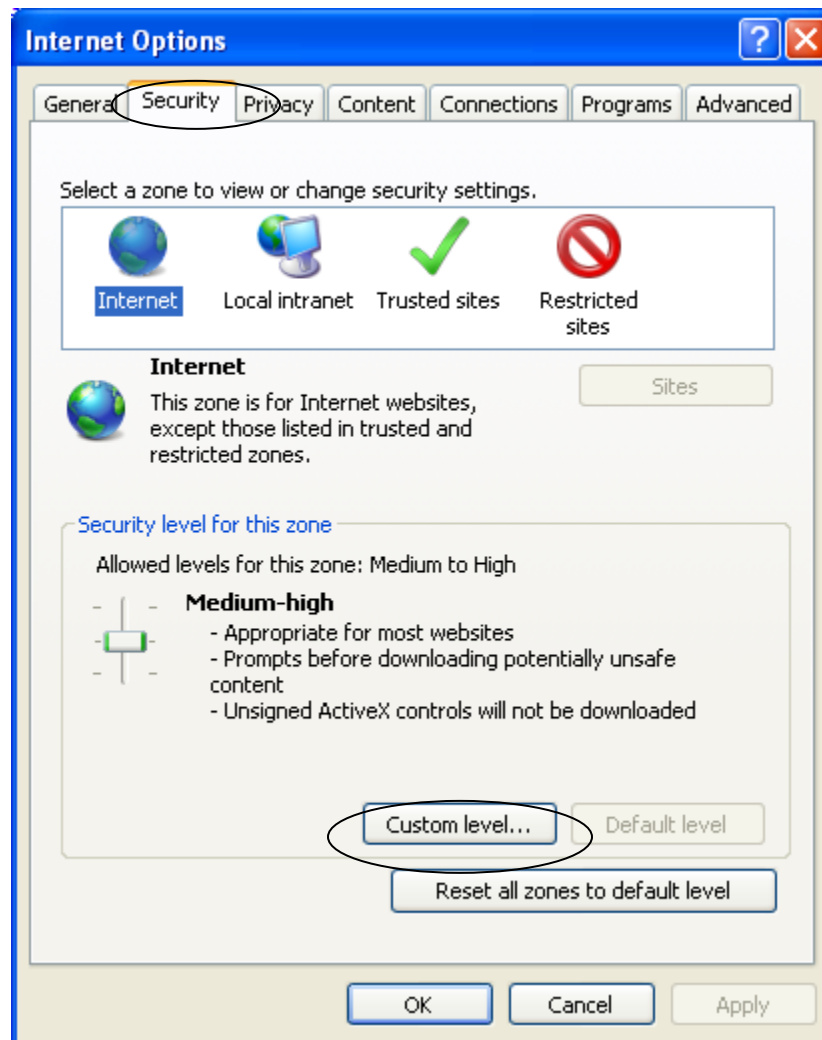 Internet Options
General Security Privacy Content Connections Programs Advanced
Select a zone to view or change security settings.
Internet Local intranet Trusted sites Restricted
sites
Internet
Sites
This zone is for Internet websites,
except those listed in trusted and
restricted zones.
Security level for this zone
Allowed levels for this zone: Medium to High
Medium-high
- Appropriate for most websites
- Prompts before downloading potentially unsafe
content
- Unsigned ActiveX controls will not be downloaded
Custom level... Default level
Reset all zones to default level
OK Cancel Apply